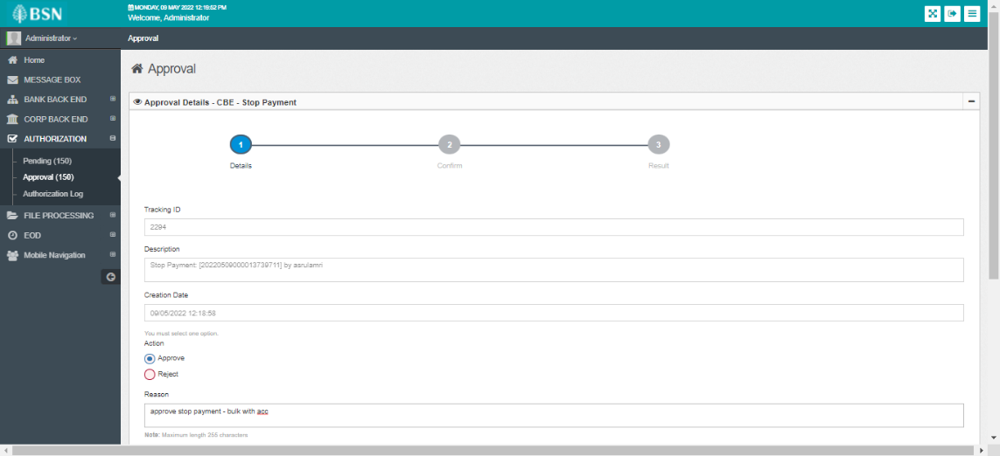 BSN
MONDAY, 09 MAY 2022 12:19:52 PM
Welcome, Administrator
Administrator
Approval
Home
MESSAGE BOX
BANK BACK END
CORP BACK END
AUTHORIZATION
Pending (150)
Approval (150)
Authorization Log
FILE PROCESSING
EOD
Mobile Navigation
Approval
Approval Details - CBE - Stop Payment
1
2
3
Details
Confirm
Result
Tracking ID
2294
Description
Stop Payment: [20220509000013739711] by asrulamri
Creation Date
09/05/2022 12:18:58
You must select one option.
Action
Approve
Reject
Reason
approve stop payment - bulk with acc
Note: Maximum length 255 characters